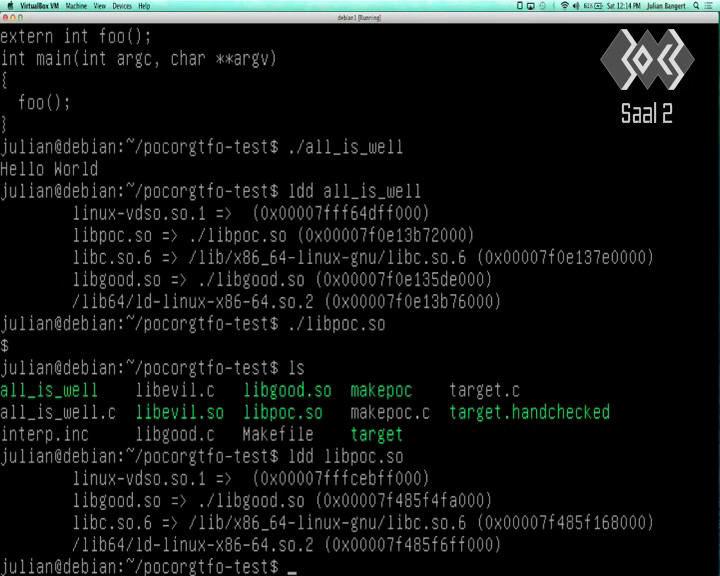 VirtualBox VM Machine View Devices Help
61% Sat 12:14 PM Julian Bangert
debian1 [Running]
extern int foo();
int main(int argc, char **argv)
{
  foo();
}
julian@debian:~/pocorgtfo-test$ ./all_is_well
Hello World
julian@debian:~/pocorgtfo-test$ ldd all_is_well
        linux-vdso.so.1 =>  (0x00007fff64dff000)
        libpoc.so => ./libpoc.so (0x00007f0e13b72000)
        libc.so.6 => /lib/x86_64-linux-gnu/libc.so.6 (0x00007f0e137e0000)
        libgood.so => ./libgood.so (0x00007f0e135de000)
        /lib64/ld-linux-x86-64.so.2 (0x00007f0e13b76000)
julian@debian:~/pocorgtfo-test$ ./libpoc.so
$
julian@debian:~/pocorgtfo-test$ ls
all_is_well    libevil.c   libgood.so  makepoc    target.c
all_is_well.c  libevil.so  libpoc.so   makepoc.c  target.handchecked
interp.inc     libgood.c   Makefile    target
julian@debian:~/pocorgtfo-test$ ldd libpoc.so
        linux-vdso.so.1 =>  (0x00007fffcebff000)
        libgood.so => ./libgood.so (0x00007f485f4fa000)
        libc.so.6 => /lib/x86_64-linux-gnu/libc.so.6 (0x00007f485f168000)
        /lib64/ld-linux-x86-64.so.2 (0x00007f485f6ff000)
julian@debian:~/pocorgtfo-test$ _
Saal 2